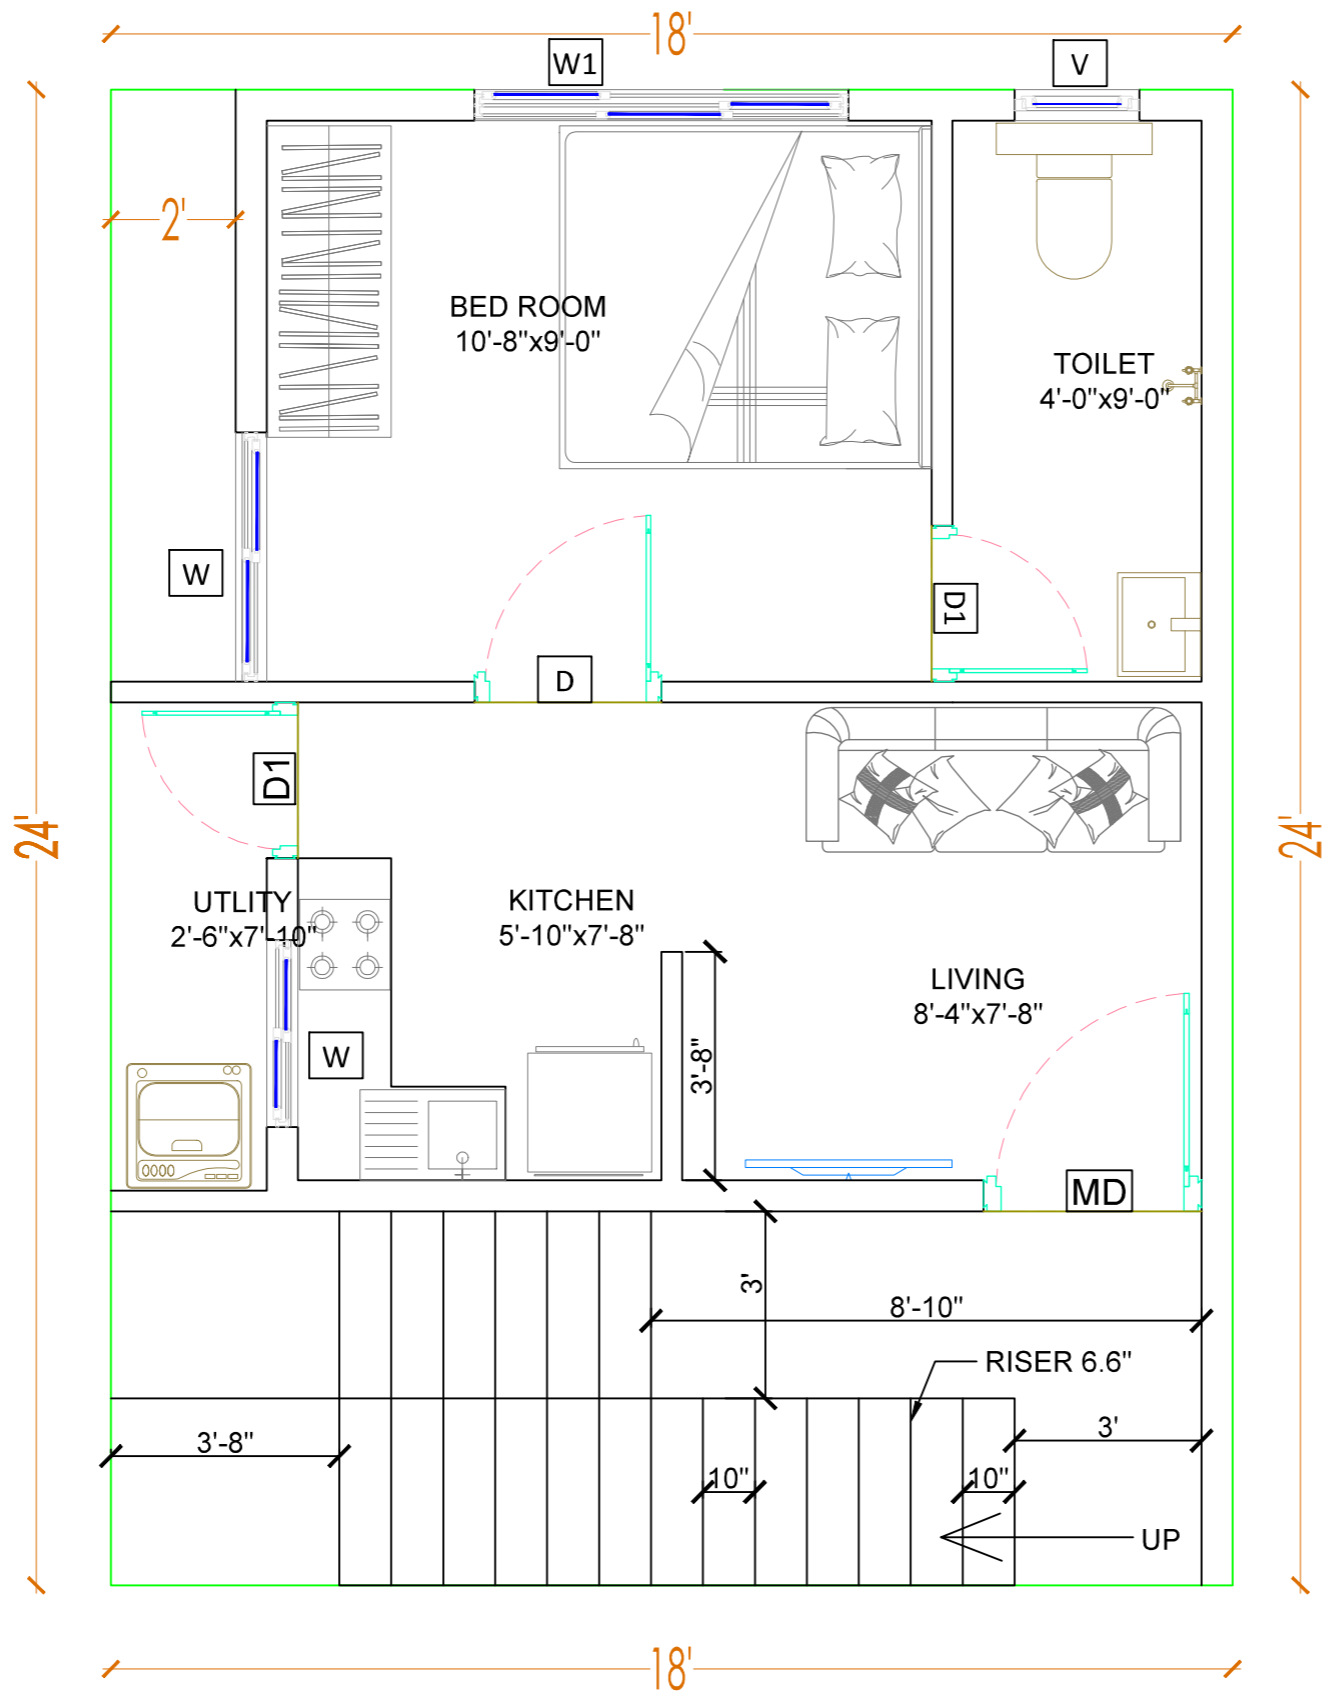 18'
W1
V
2'
BED ROOM
10'-8"x9'-0"
TOILET
4'-0"x9'-0"
W
D1
D
D1
24'
24'
UTLITY
2'-6"x7'-10"
KITCHEN
5'-10"x7'-8"
LIVING
8'-4"x7'-8"
W
3'-8"
MD
3'
8'-10"
RISER 6.6"
3'-8"
3'
10"
10"
UP
18'